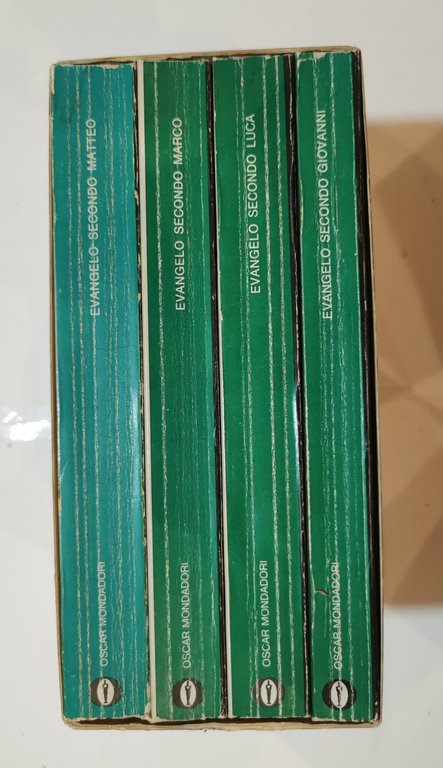 EVANGELO SECONDO MATTEO
OSCAR MONDADORI
EVANGELO SECONDO MARCO
OSCAR MONDADORI
EVANGELO SECONDO LUCA
OSCAR MONDADORI
EVANGELO SECONDO GIOVANNI
OSCAR MONDADORI